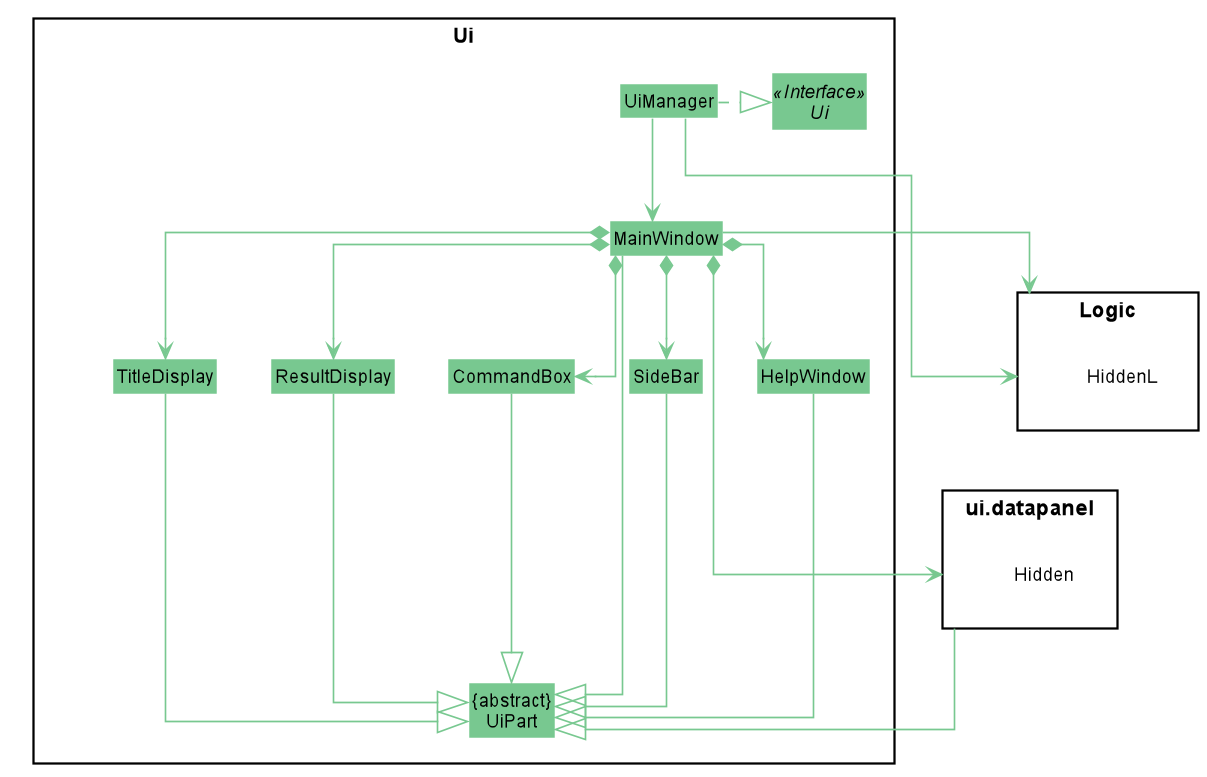 Ui
UiManager
«Interface»
Ui
MainWindow
Logic
HiddenL
TitleDisplay
ResultDisplay
CommandBox
SideBar
HelpWindow
ui.datapanel
Hidden
{abstract}
UiPart